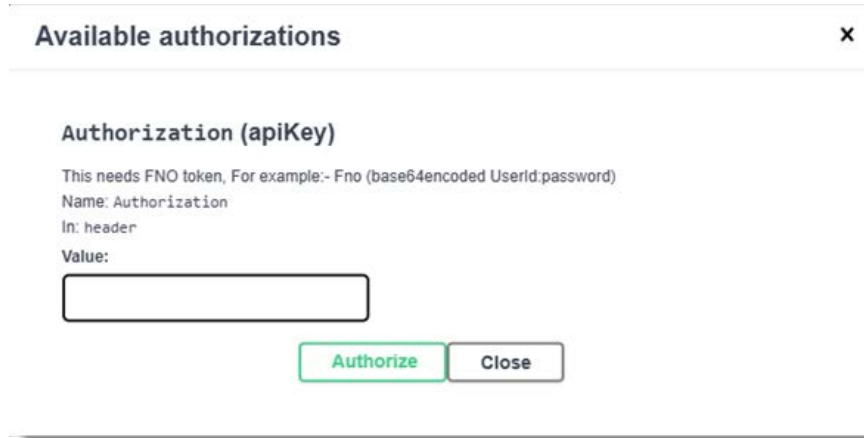 Available authorizations
×
Authorization (apiKey)
This needs FNO token, For example:- Fno (base64encoded UserId:password)
Name: Authorization
In: header
Value:
Authorize
Close